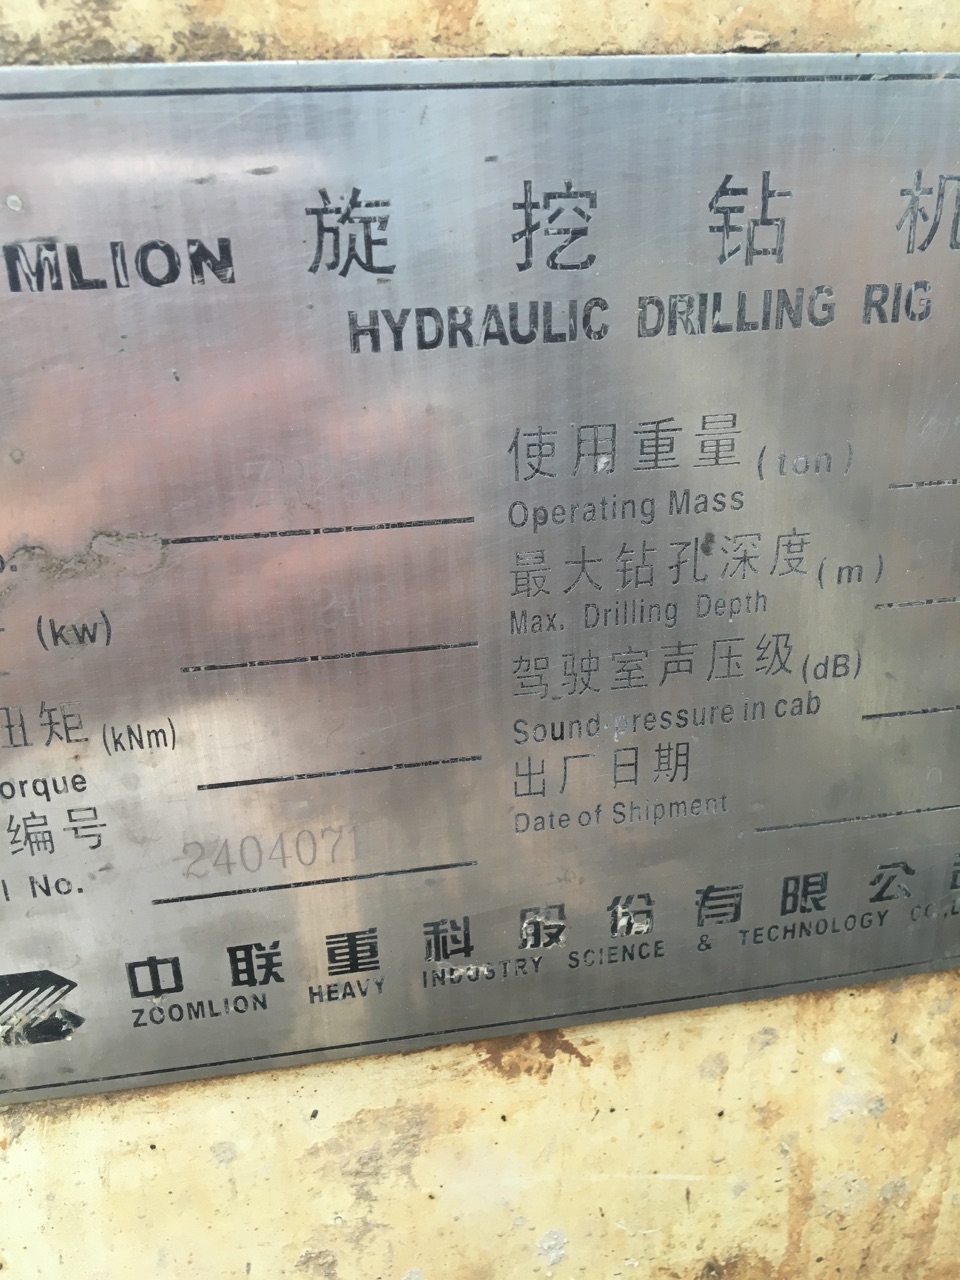 MLION 旋挖钻机
HYDRAULIC DRILLING RIG
使用重量 (ton)
Operating Mass
最大钻孔深度 (m)
(kw)
Max. Drilling Depth
驾驶室声压级 (dB)
扭矩 (kNm)
Sound pressure in cab
orque
出厂日期
编号
2404071
Date of Shipment
l No.
中联重科股份有限公司
ZOOMLION HEAVY INDUSTRY SCIENCE & TECHNOLOGY CO.,L